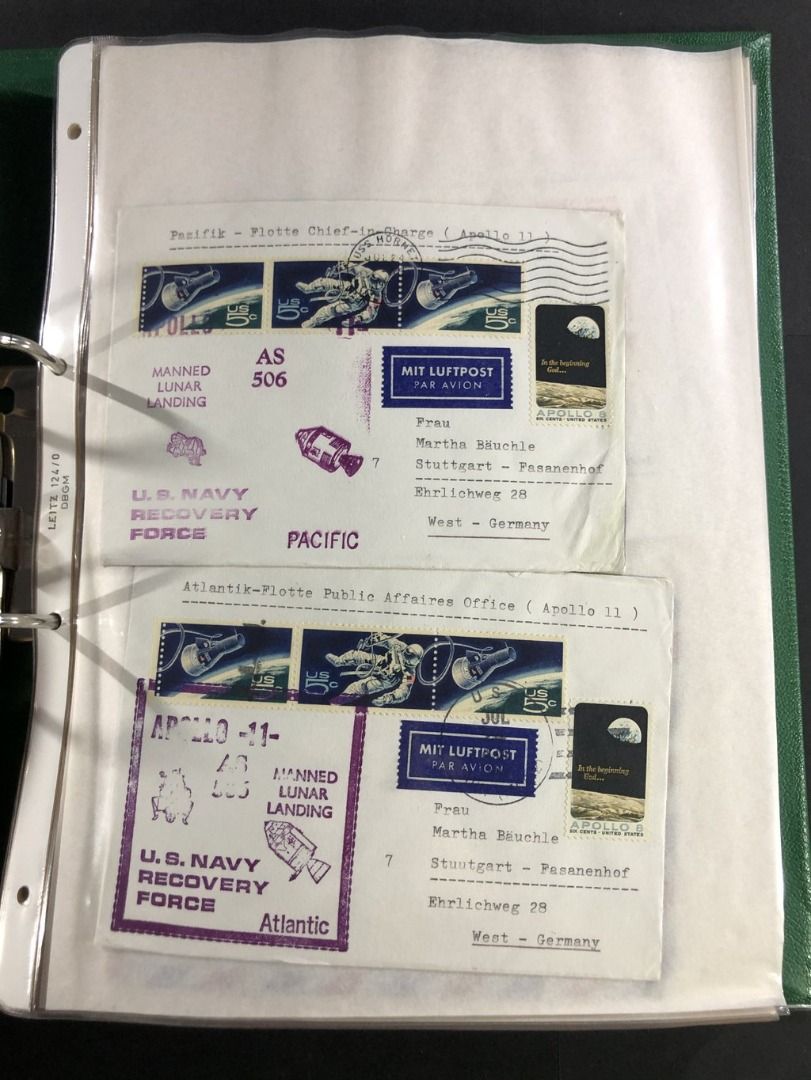 LEITZ 124/0
DBGM
Pazifik - Flotte Chief-in-Charge ( Apollo 11 )
USS HORNET
JUL 24
US
5c
US
5c
APOLLO -11-
AS
506
MANNED
LUNAR
LANDING
MIT LUFTPOST
PAR AVION
In the beginning
God...
APOLLO 8
SIX CENTS · UNITED STATES
Frau
Martha Bäuchle
7
Stuttgart - Fasanenhof
Ehrlichweg 28
West - Germany
U.S. NAVY
RECOVERY
FORCE
PACIFIC
Atlantik-Flotte Public Affaires Office ( Apollo 11 )
US
US
5c
US
5c
U.S.
JUL
APOLLO -11-
AS
MANNED
LUNAR
LANDING
MIT LUFTPOST
PAR AVION
In the beginning
God...
APOLLO 8
SIX CENTS · UNITED STATES
Frau
Martha Bäuchle
7
Stuutgart - Fasanenhof
Ehrlichweg 28
West - Germany
U.S. NAVY
RECOVERY
FORCE
Atlantic